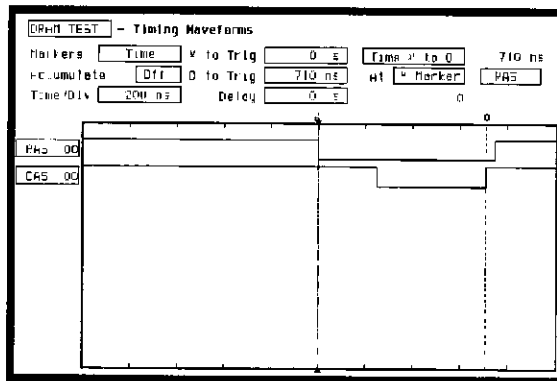 DRAM TEST - Timing Waveforms
Markers Time X to Trig 0 s Time X to O 710 ns
Accumulate Off O to Trig 710 ns At X Marker RAS
Time/Div 200 ns Delay 0 s 0
0
RAS 00
CAS 00